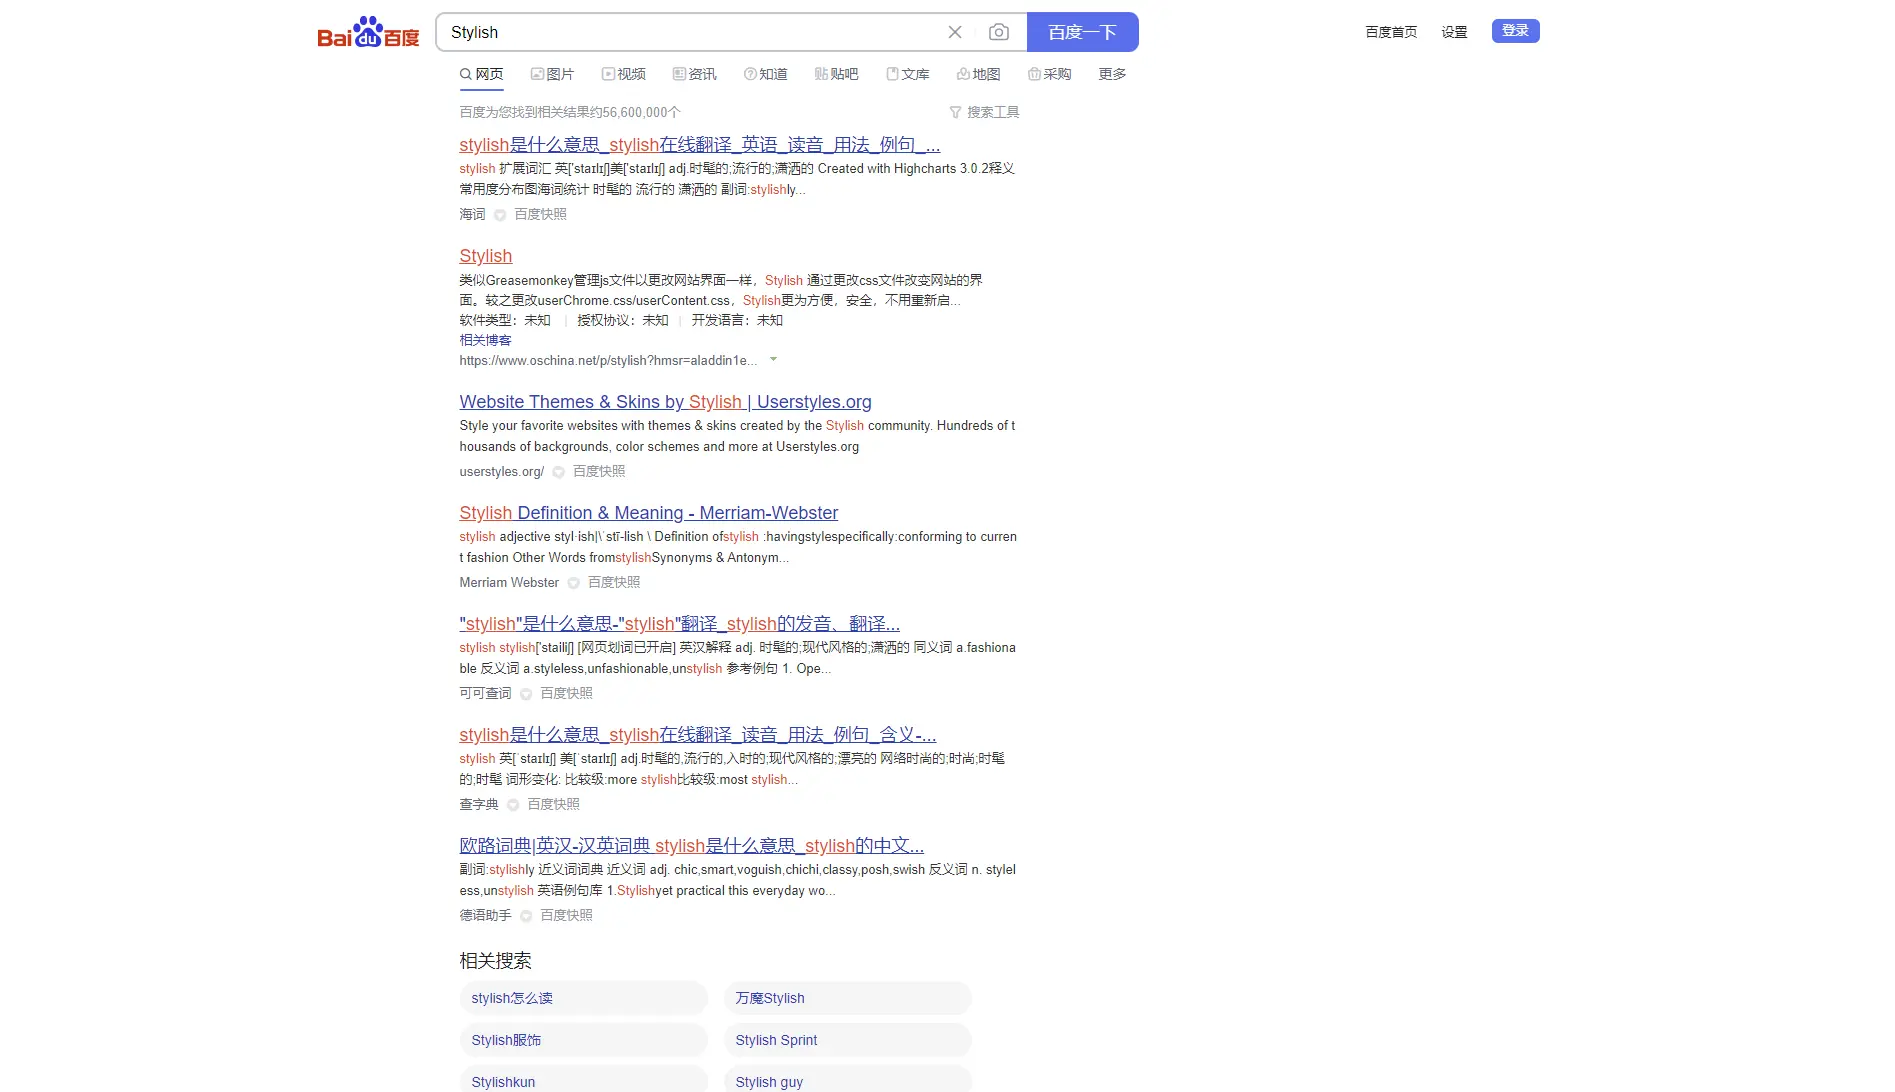 Bai du 百度
Stylish
百度一下
百度首页 设置 登录
网页 图片 视频 资讯 知道 贴吧 文库 地图 采购 更多
百度为您找到相关结果约56,600,000个 搜索工具
stylish是什么意思_stylish在线翻译_英语_读音_用法_例句_...
stylish 扩展词汇 英['staɪlɪʃ]美['staɪlɪʃ] adj.时髦的;流行的;潇洒的 Created with Highcharts 3.0.2释义
常用度分布图海词统计 时髦的 流行的 潇洒的 副词:stylishly...
海词 百度快照
Stylish
类似Greasemonkey管理js文件以更改网站界面一样，Stylish 通过更改css文件改变网站的界
面。较之更改userChrome.css/userContent.css，Stylish更为方便，安全，不用重新启...
软件类型：未知 | 授权协议：未知 | 开发语言：未知
相关博客
https://www.oschina.net/p/stylish?hmsr=aladdin1e...
Website Themes & Skins by Stylish | Userstyles.org
Style your favorite websites with themes & skins created by the Stylish community. Hundreds of t
housands of backgrounds, color schemes and more at Userstyles.org
userstyles.org/ 百度快照
Stylish Definition & Meaning - Merriam-Webster
stylish adjective styl·ish|\ˈstī-lish \ Definition ofstylish :havingstylespecifically:conforming to curren
t fashion Other Words fromstylishSynonyms & Antonym...
Merriam Webster 百度快照
"stylish"是什么意思-"stylish"翻译_stylish的发音、翻译...
stylish stylish['stailiʃ] [网页划词已开启] 英汉解释 adj. 时髦的;现代风格的;潇洒的 同义词 a.fashiona
ble 反义词 a.styleless,unfashionable,unstylish 参考例句 1. Ope...
可可查词 百度快照
stylish是什么意思_stylish在线翻译_读音_用法_例句_含义-...
stylish 英[ˈstaɪlɪʃ] 美[ˈstaɪlɪʃ] adj.时髦的,流行的,入时的;现代风格的;漂亮的 网络时尚的;时尚;时髦
的;时髦 词形变化: 比较级:more stylish比较级:most stylish...
查字典 百度快照
欧路词典|英汉-汉英词典 stylish是什么意思_stylish的中文...
副词:stylishly 近义词词典 近义词 adj. chic,smart,voguish,chichi,classy,posh,swish 反义词 n. stylel
ess,unstylish 英语例句库 1.Stylishyet practical this everyday wo...
德语助手 百度快照
相关搜索
stylish怎么读 万魔Stylish
Stylish服饰 Stylish Sprint
Stylishkun Stylish guy